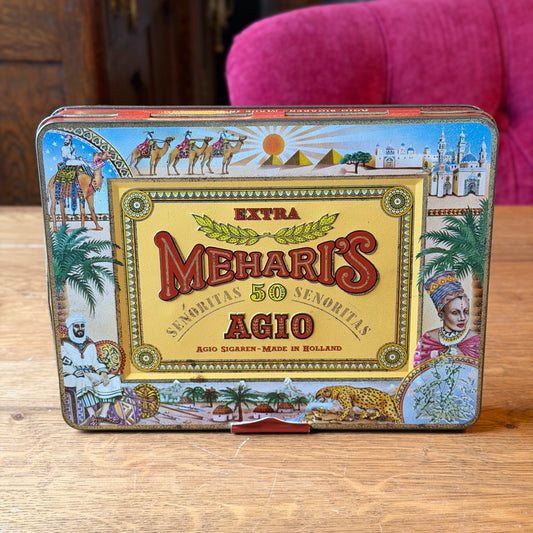 EXTRA
MEHARI'S
SEÑORITAS 50 SEÑORITAS
AGIO
AGIO SIGAREN - MADE IN HOLLAND